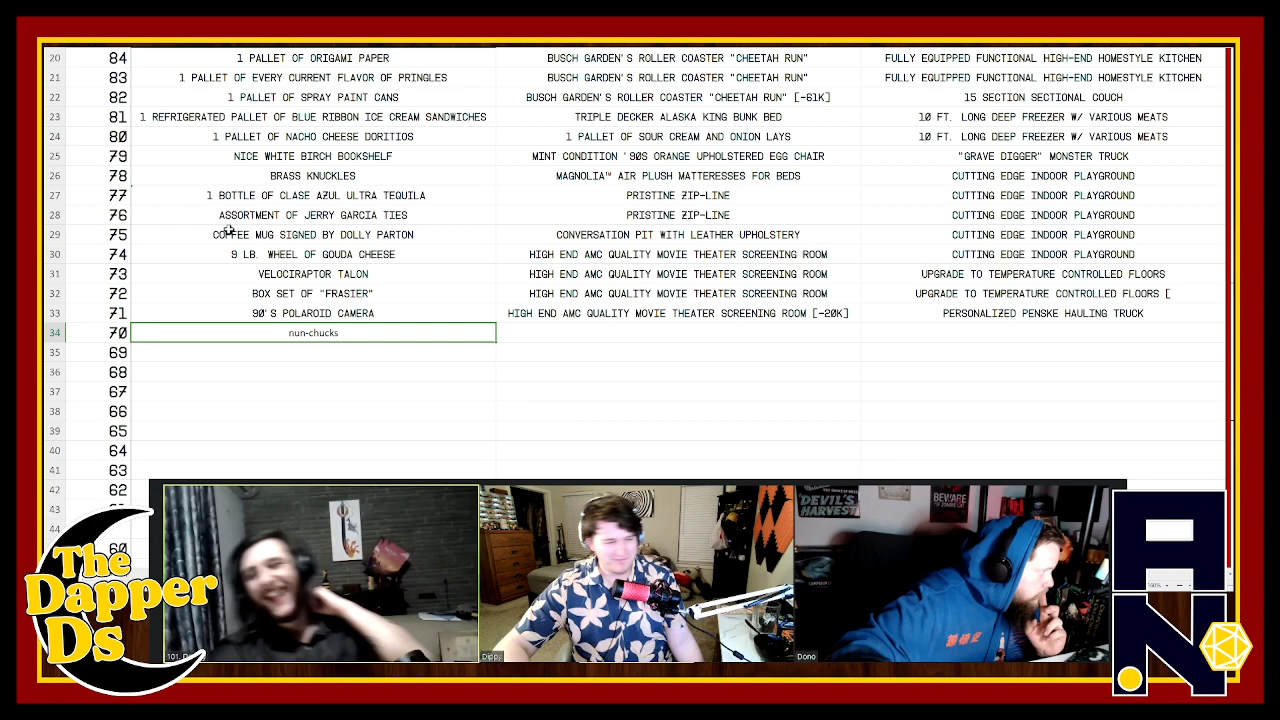 20 84 1 PALLET OF ORIGAMI PAPER BUSCH GARDEN'S ROLLER COASTER "CHEETAH RUN" FULLY EQUIPPED FUNCTIONAL HIGH-END HOMESTYLE KITCHEN
21 83 1 PALLET OF EVERY CURRENT FLAVOR OF PRINGLES BUSCH GARDEN'S ROLLER COASTER "CHEETAH RUN" FULLY EQUIPPED FUNCTIONAL HIGH-END HOMESTYLE KITCHEN
22 82 1 PALLET OF SPRAY PAINT CANS BUSCH GARDEN'S ROLLER COASTER "CHEETAH RUN" [-61K] 15 SECTION SECTIONAL COUCH
23 81 1 REFRIGERATED PALLET OF BLUE RIBBON ICE CREAM SANDWICHES TRIPLE DECKER ALASKA KING BUNK BED 10 FT. LONG DEEP FREEZER W/ VARIOUS MEATS
24 80 1 PALLET OF NACHO CHEESE DORITIOS 1 PALLET OF SOUR CREAM AND ONION LAYS 10 FT. LONG DEEP FREEZER W/ VARIOUS MEATS
25 79 NICE WHITE BIRCH BOOKSHELF MINT CONDITION '90S ORANGE UPHOLSTERED EGG CHAIR "GRAVE DIGGER" MONSTER TRUCK
26 78 BRASS KNUCKLES MAGNOLIA™ AIR PLUSH MATTERESSES FOR BEDS CUTTING EDGE INDOOR PLAYGROUND
27 77 1 BOTTLE OF CLASE AZUL ULTRA TEQUILA PRISTINE ZIP-LINE CUTTING EDGE INDOOR PLAYGROUND
28 76 ASSORTMENT OF JERRY GARCIA TIES PRISTINE ZIP-LINE CUTTING EDGE INDOOR PLAYGROUND
29 75 COFFEE MUG SIGNED BY DOLLY PARTON CONVERSATION PIT WITH LEATHER UPHOLSTERY CUTTING EDGE INDOOR PLAYGROUND
30 74 9 LB. WHEEL OF GOUDA CHEESE HIGH END AMC QUALITY MOVIE THEATER SCREENING ROOM CUTTING EDGE INDOOR PLAYGROUND
31 73 VELOCIRAPTOR TALON HIGH END AMC QUALITY MOVIE THEATER SCREENING ROOM UPGRADE TO TEMPERATURE CONTROLLED FLOORS
32 72 BOX SET OF "FRASIER" HIGH END AMC QUALITY MOVIE THEATER SCREENING ROOM UPGRADE TO TEMPERATURE CONTROLLED FLOORS [
33 71 90'S POLAROID CAMERA HIGH END AMC QUALITY MOVIE THEATER SCREENING ROOM [-20K] PERSONALIZED PENSKE HAULING TRUCK
34 70 nun-chucks
35 69
36 68
37 67
38 66
39 65
40 64
41 63
42 62
43
44
The
Dapper
Ds
DEVIL'S
HARVEST
BEWARE
101, D
Dippy
Dono
160%
A
N